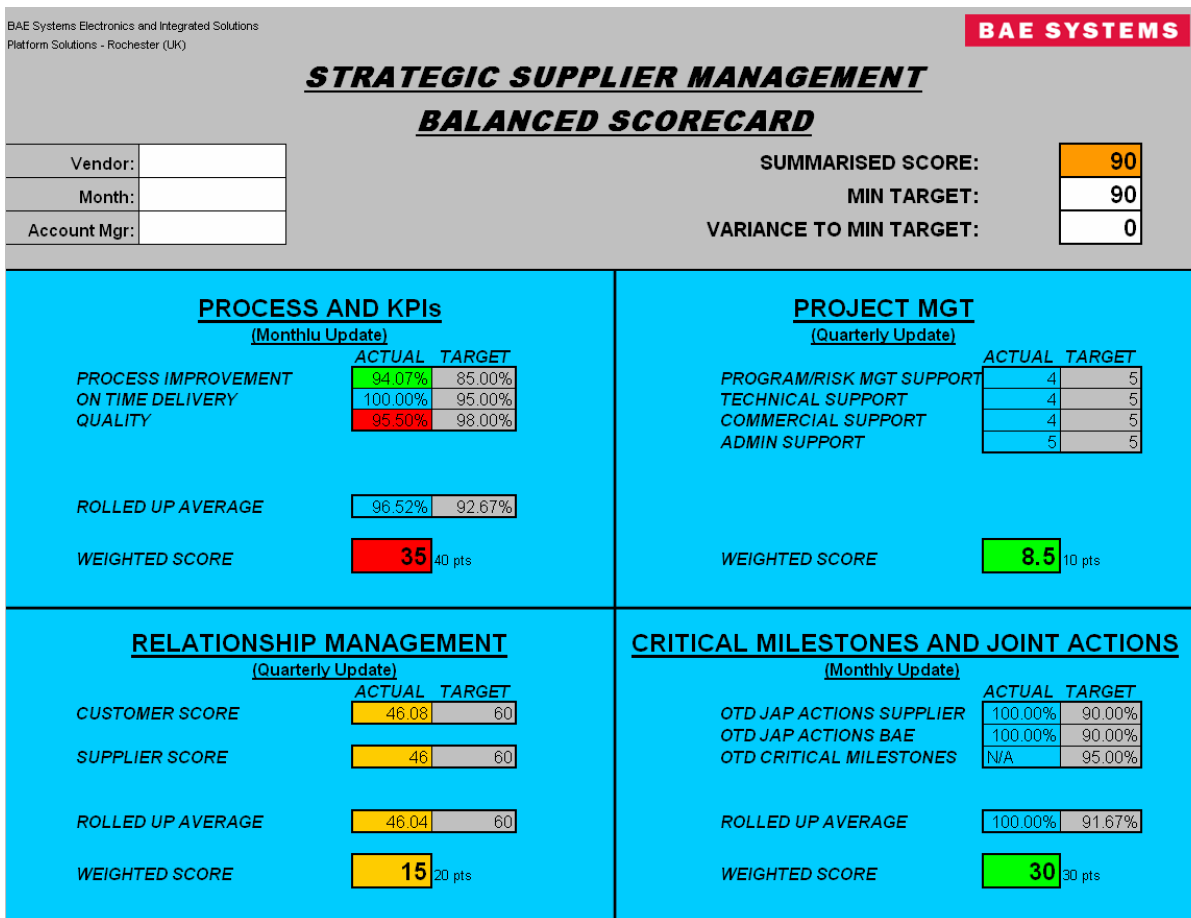 BAE Systems Electronics and Integrated Solutions
Platform Solutions - Rochester (UK)
BAE SYSTEMS
STRATEGIC SUPPLIER MANAGEMENT
BALANCED SCORECARD
Vendor:
Month:
Account Mgr:
SUMMARISED SCORE: 90
MIN TARGET: 90
VARIANCE TO MIN TARGET: 0
PROCESS AND KPIs
(Monthlu Update)
ACTUAL TARGET
PROCESS IMPROVEMENT 94.07% 85.00%
ON TIME DELIVERY 100.00% 95.00%
QUALITY 95.50% 98.00%
ROLLED UP AVERAGE 96.52% 92.67%
WEIGHTED SCORE 35 40 pts
PROJECT MGT
(Quarterly Update)
ACTUAL TARGET
PROGRAM/RISK MGT SUPPORT 4 5
TECHNICAL SUPPORT 4 5
COMMERCIAL SUPPORT 4 5
ADMIN SUPPORT 5 5
WEIGHTED SCORE 8.5 10 pts
RELATIONSHIP MANAGEMENT
(Quarterly Update)
ACTUAL TARGET
CUSTOMER SCORE 46.08 60
SUPPLIER SCORE 46 60
ROLLED UP AVERAGE 46.04 60
WEIGHTED SCORE 15 20 pts
CRITICAL MILESTONES AND JOINT ACTIONS
(Monthly Update)
ACTUAL TARGET
OTD JAP ACTIONS SUPPLIER 100.00% 90.00%
OTD JAP ACTIONS BAE 100.00% 90.00%
OTD CRITICAL MILESTONES N/A 95.00%
ROLLED UP AVERAGE 100.00% 91.67%
WEIGHTED SCORE 30 30 pts